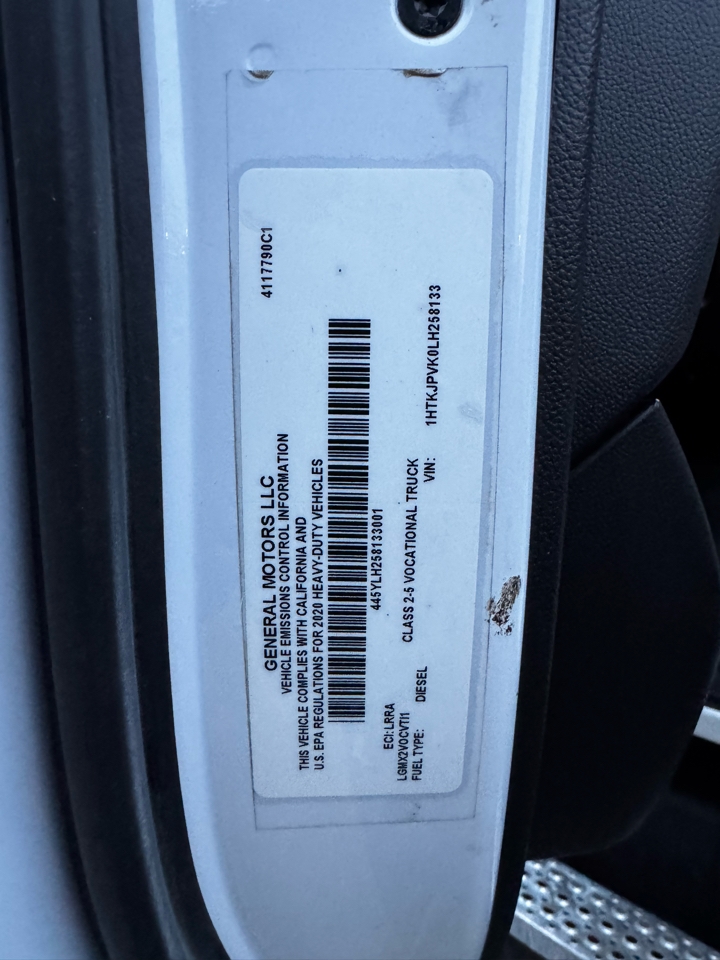 4117790C1
GENERAL MOTORS LLC
VEHICLE EMISSIONS CONTROL INFORMATION
THIS VEHICLE COMPLIES WITH CALIFORNIA AND
U.S. EPA REGULATIONS FOR 2020 HEAVY-DUTY VEHICLES
445YLH258133001
ECI: LRRA
LGMX2VOCVTI1
CLASS 2-5 VOCATIONAL TRUCK
FUEL TYPE: DIESEL
VIN: 1HTKJPVK0LH258133